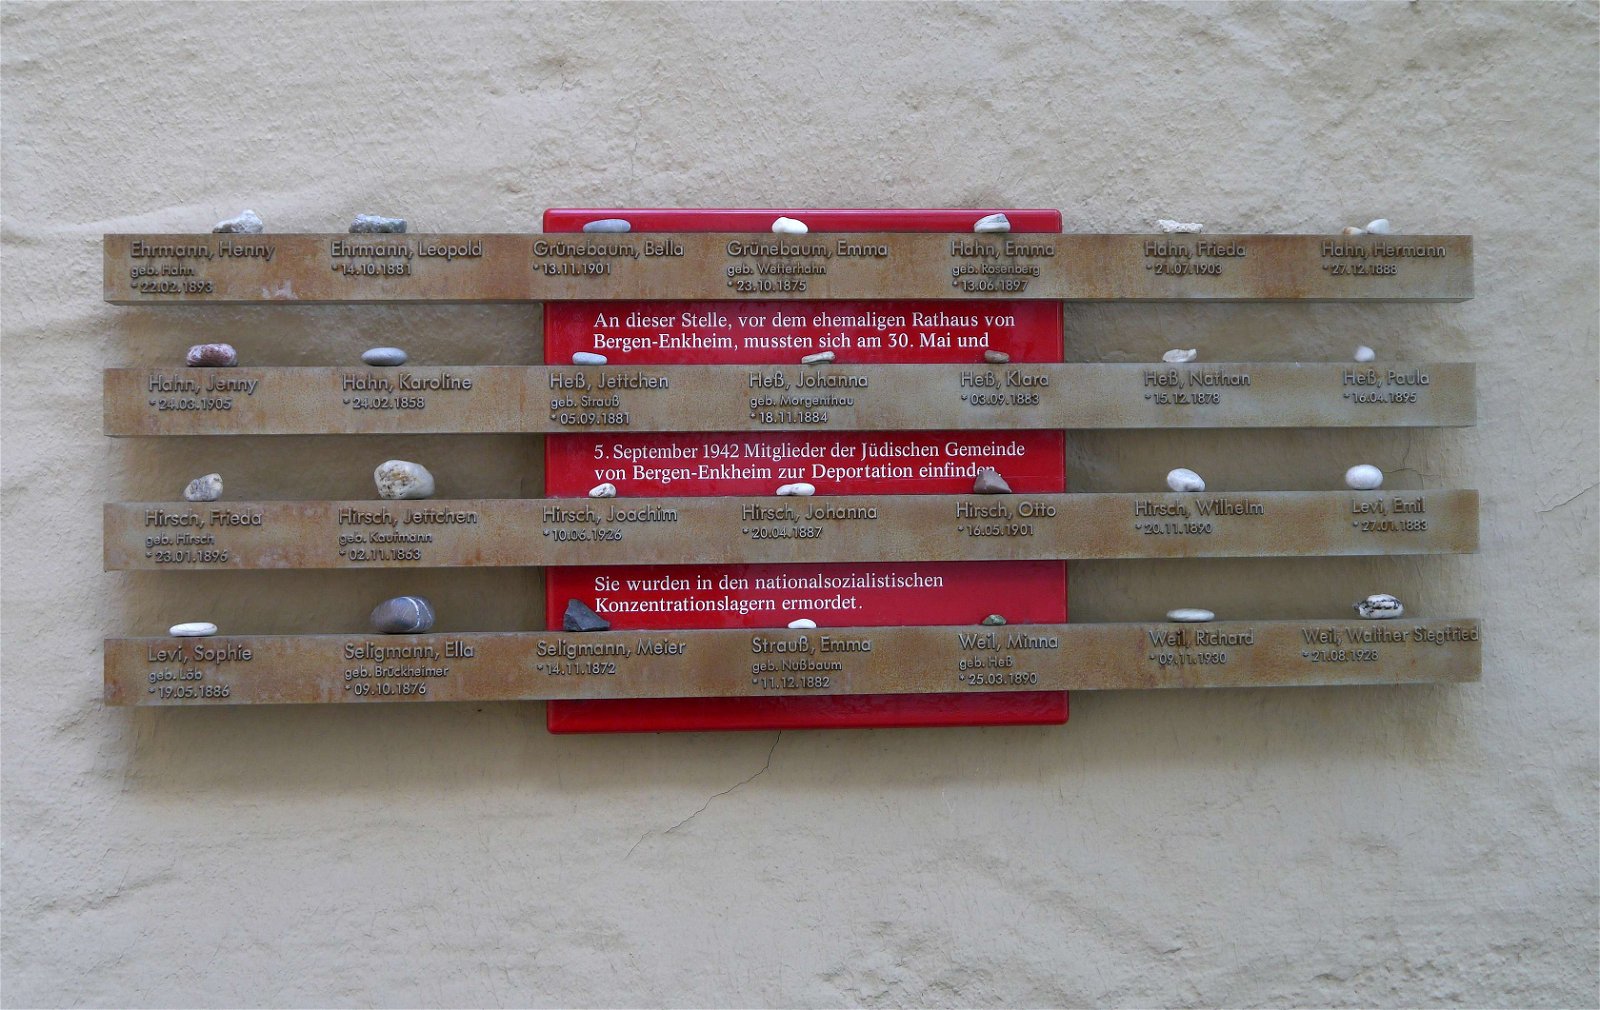 Ehrmann, Henny
geb. Hahn
* 22.02.1893
Ehrmann, Leopold
* 14.10.1881
Grünebaum, Bella
* 13.11.1901
Grünebaum, Emma
geb. Wetterhahn
* 23.10.1875
Hahn, Emma
geb. Rosenberg
* 13.06.1897
Hahn, Frieda
* 21.07.1903
Hahn, Hermann
* 27.12.1888
An dieser Stelle, vor dem ehemaligen Rathaus von
Bergen-Enkheim, mussten sich am 30. Mai und
Hahn, Jenny
* 24.03.1905
Hahn, Karoline
* 24.02.1858
Heß, Jettchen
geb. Strauß
* 05.09.1881
Heß, Johanna
geb. Morgenthau
* 18.11.1884
Heß, Klara
* 03.09.1883
Heß, Nathan
* 15.12.1878
Heß, Paula
* 16.04.1895
5. September 1942 Mitglieder der Jüdischen Gemeinde
von Bergen-Enkheim zur Deportation einfinden.
Hirsch, Frieda
geb. Hirsch
* 23.01.1896
Hirsch, Jettchen
geb. Kaufmann
* 02.11.1863
Hirsch, Joachim
* 10.06.1926
Hirsch, Johanna
* 20.04.1887
Hirsch, Otto
* 16.05.1901
Hirsch, Wilhelm
* 20.11.1890
Levi, Emil
* 27.01.1883
Sie wurden in den nationalsozialistischen
Konzentrationslagern ermordet.
Levi, Sophie
geb. Löb
* 19.05.1886
Seligmann, Ella
geb. Brückheimer
* 09.10.1876
Seligmann, Meier
* 14.11.1872
Strauß, Emma
geb. Nußbaum
* 11.12.1882
Weil, Minna
geb. Heß
* 25.03.1890
Weil, Richard
* 09.11.1930
Weil, Walther Siegfried
* 21.08.1928